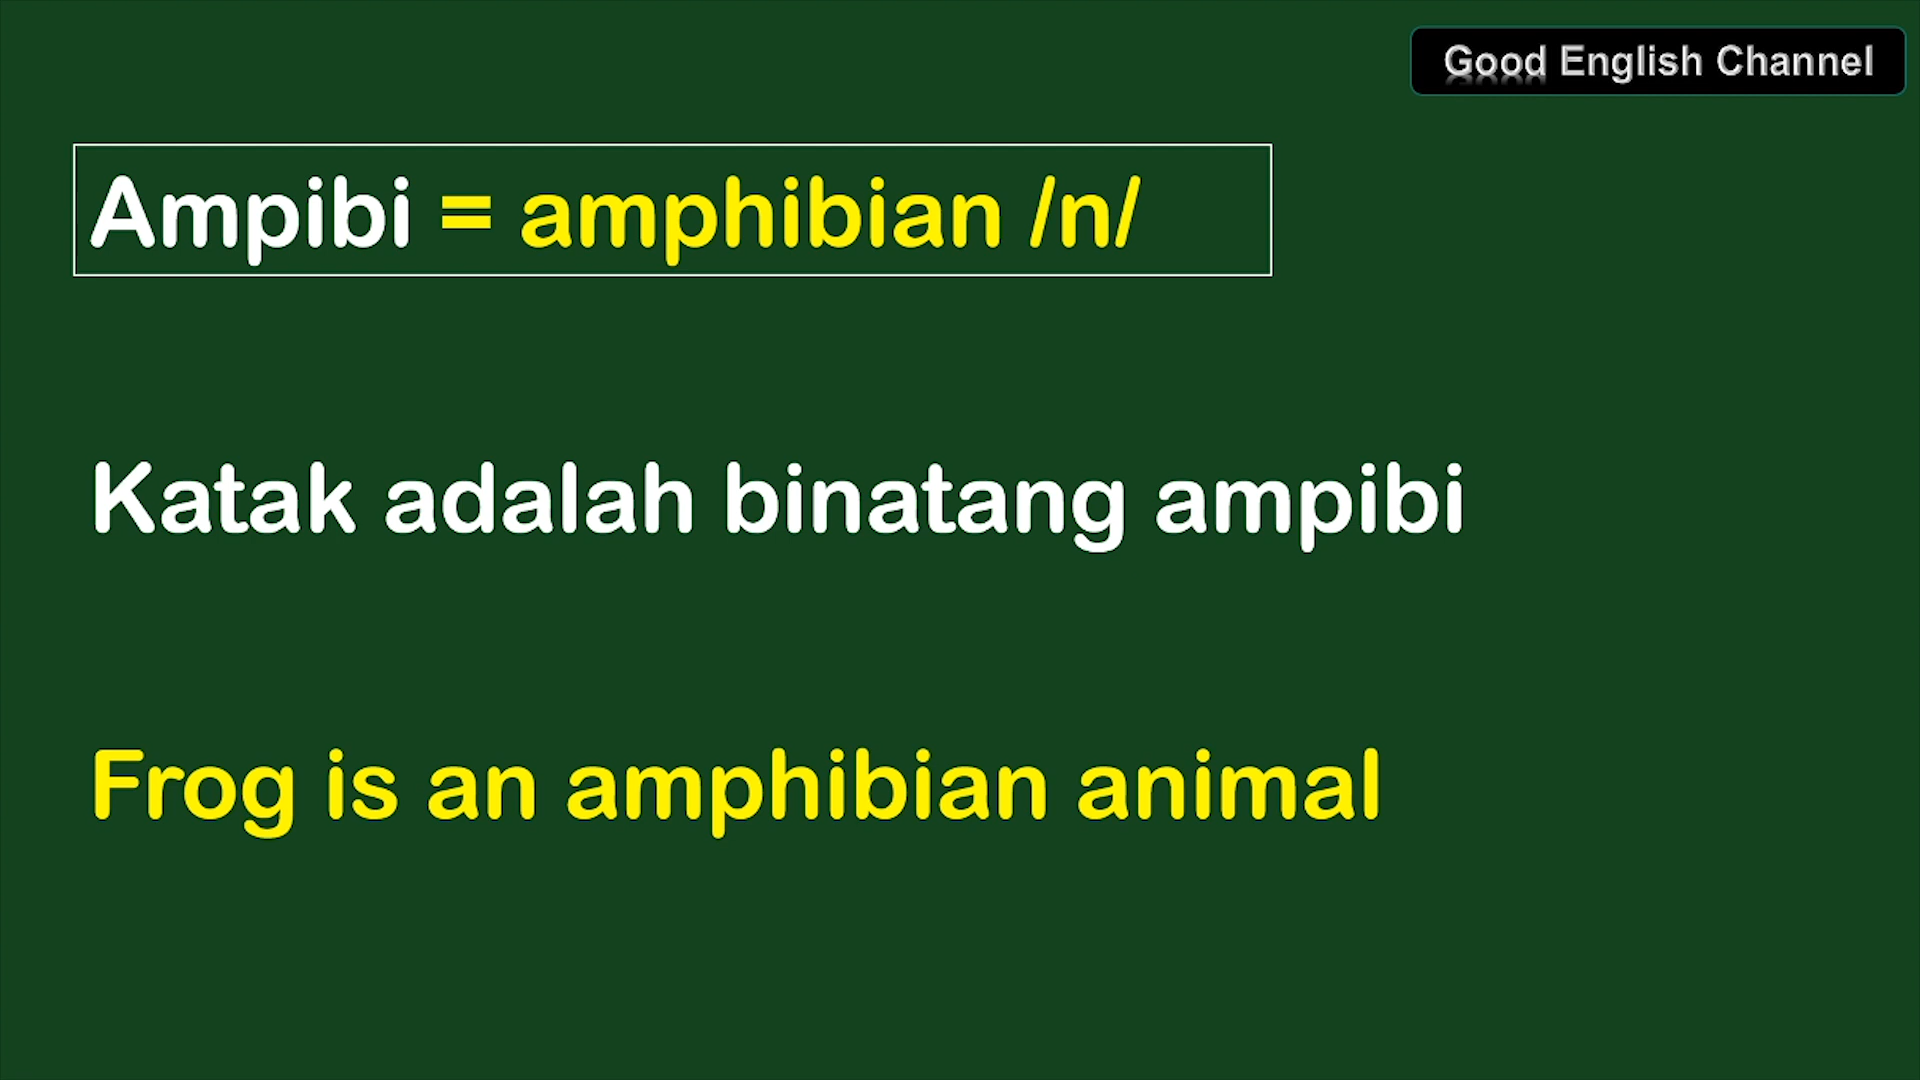 Good English Channel
Ampibi = amphibian /n/
Katak adalah binatang ampibi
Frog is an amphibian animal